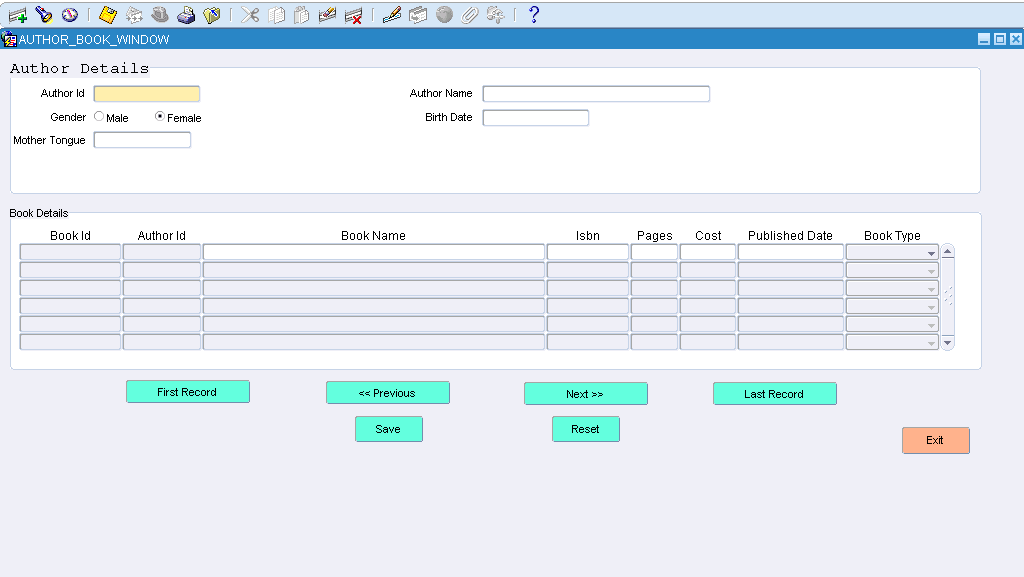 ?
AUTHOR_BOOK_WINDOW
Author Details
Author Id Author Name
Gender Male Female Birth Date
Mother Tongue
Book Details
Book Id Author Id Book Name Isbn Pages Cost Published Date Book Type
First Record << Previous Next >> Last Record
Save Reset
Exit